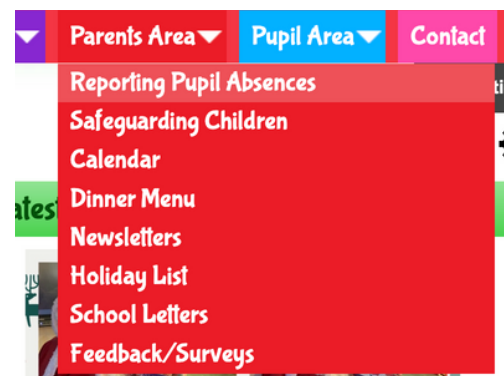 Parents Area Pupil Area Contact
Reporting Pupil Absences
Safeguarding Children
Calendar
Dinner Menu
Newsletters
Holiday List
School Letters
Feedback/Surveys